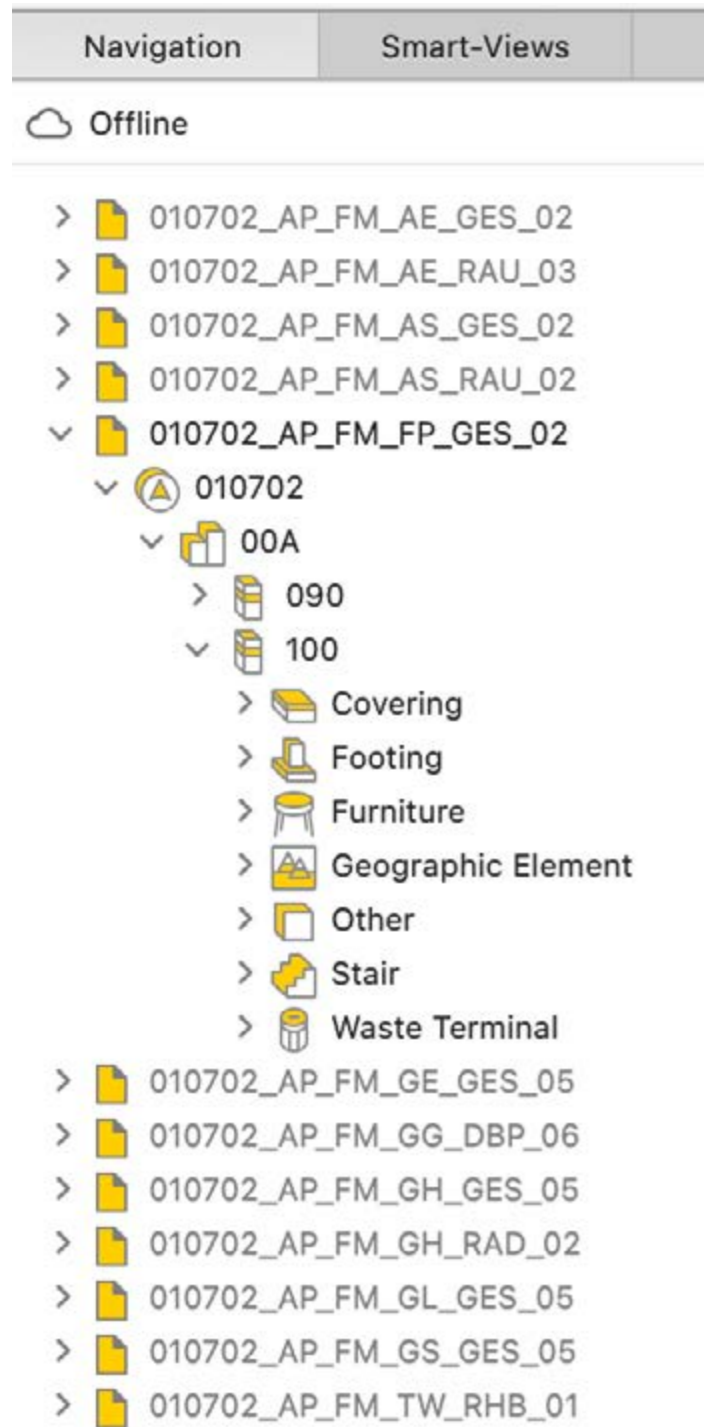 Navigation Smart-Views
Offline
010702_AP_FM_AE_GES_02
010702_AP_FM_AE_RAU_03
010702_AP_FM_AS_GES_02
010702_AP_FM_AS_RAU_02
010702_AP_FM_FP_GES_02
010702
00A
090
100
Covering
Footing
Furniture
Geographic Element
Other
Stair
Waste Terminal
010702_AP_FM_GE_GES_05
010702_AP_FM_GG_DBP_06
010702_AP_FM_GH_GES_05
010702_AP_FM_GH_RAD_02
010702_AP_FM_GL_GES_05
010702_AP_FM_GS_GES_05
010702_AP_FM_TW_RHB_01